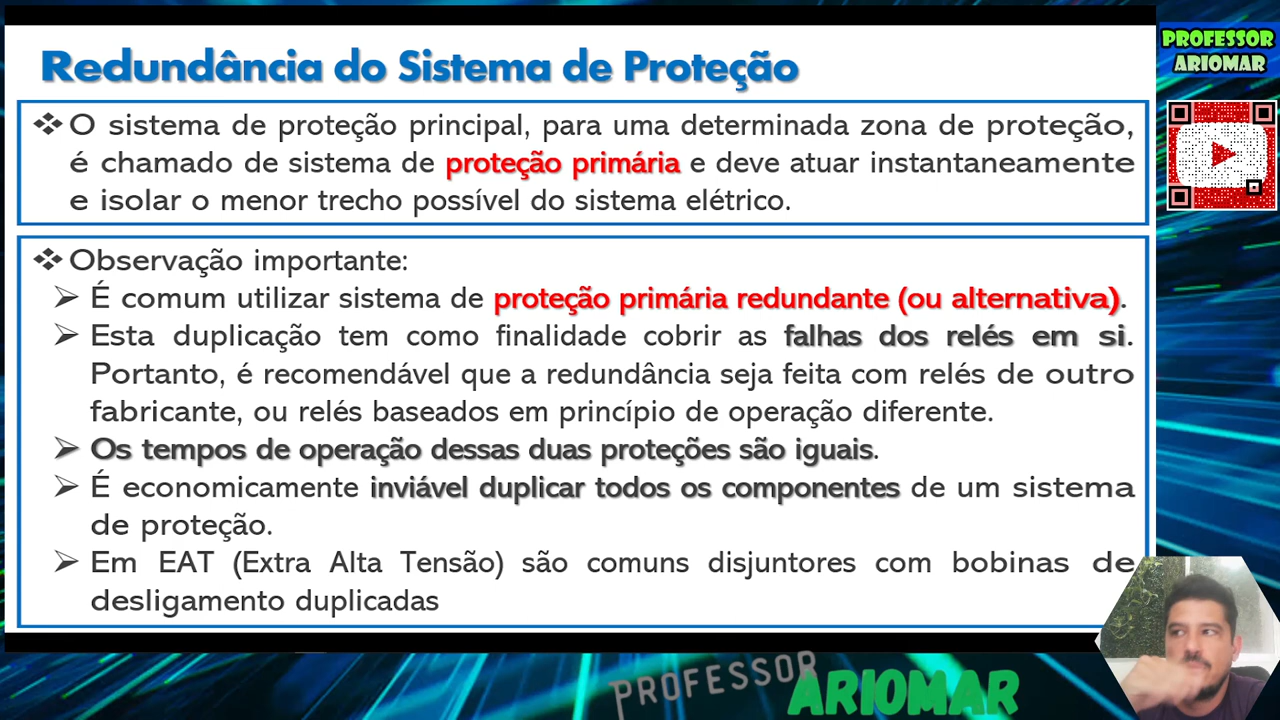 Redundância do Sistema de Proteção
PROFESSOR
ARIOMAR
❖O sistema de proteção principal, para uma determinada zona de proteção,
é chamado de sistema de proteção primária e deve atuar instantaneamente
e isolar o menor trecho possível do sistema elétrico.
❖Observação importante:
➢ É comum utilizar sistema de proteção primária redundante (ou alternativa).
➢ Esta duplicação tem como finalidade cobrir as falhas dos relés em si.
Portanto, é recomendável que a redundância seja feita com relés de outro
fabricante, ou relés baseados em princípio de operação diferente.
➢ Os tempos de operação dessas duas proteções são iguais.
➢ É economicamente inviável duplicar todos os componentes de um sistema
de proteção.
➢ Em EAT (Extra Alta Tensão) são comuns disjuntores com bobinas de
desligamento duplicadas
PROFESSOR
ARIOMAR